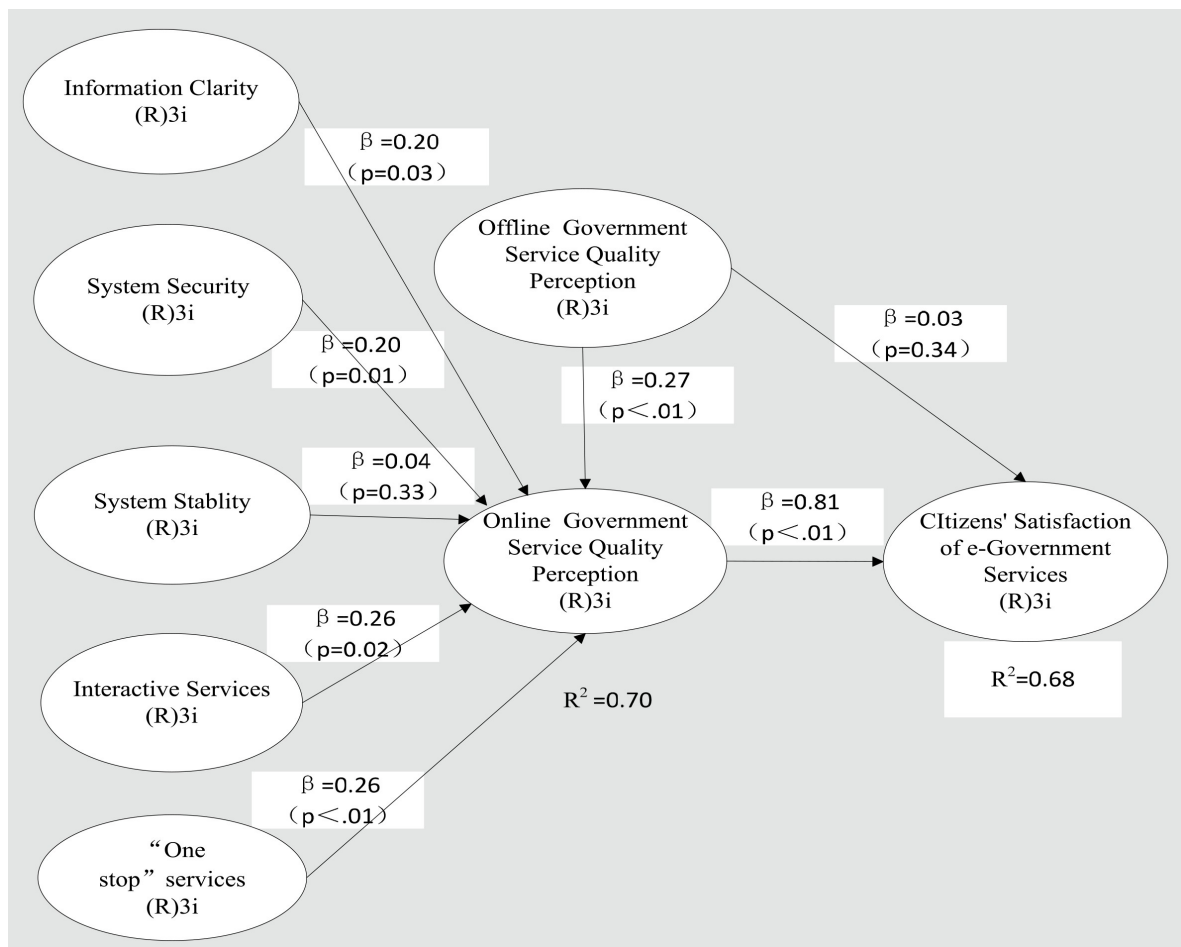 Information Clarity
(R)3i
β=0.20
(p=0.03)
Offline Government
Service Quality
Perception
(R)3i
System Security
(R)3i
β=0.20
(p=0.01)
β=0.03
(p=0.34)
β=0.27
(p<.01)
System Stablity
(R)3i
β=0.04
(p=0.33)
Online Government
Service Quality
Perception
(R)3i
β=0.81
(p<.01)
CItizens' Satisfaction
of e-Government
Services
(R)3i
Interactive Services
(R)3i
β=0.26
(p=0.02)
R²=0.70
R²=0.68
“One
stop” services
(R)3i
β=0.26
(p<.01)